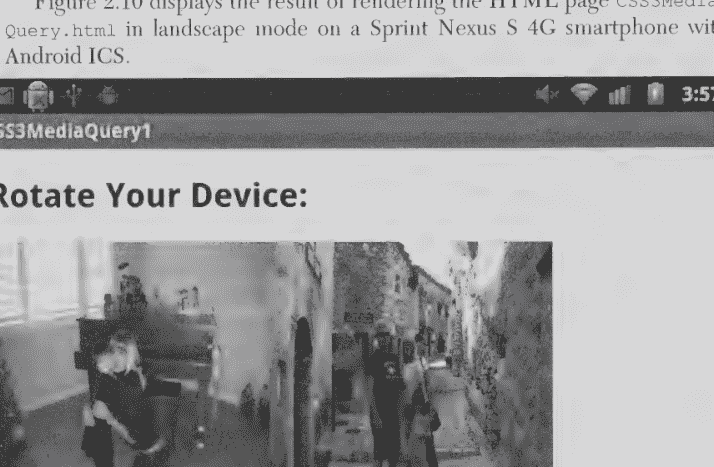 Figure 2.10 displays the result of rendering the HTML page CSS3Media
Query.html in landscape mode on a Sprint Nexus S 4G smartphone wit
Android ICS.
3:57
SS3MediaQuery1
Rotate Your Device: